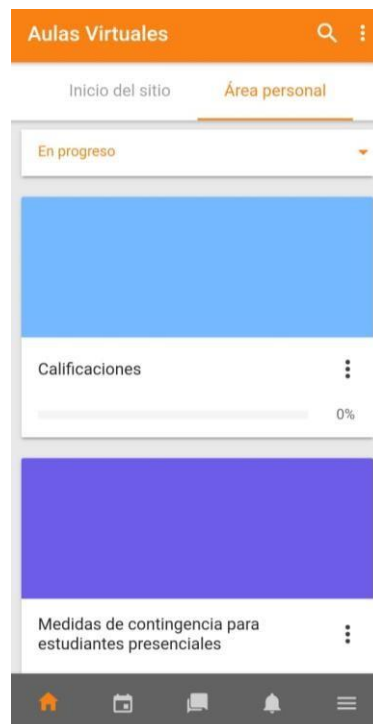 Aulas Virtuales
Inicio del sitio
Área personal
En progreso
Calificaciones
0%
Medidas de contingencia para
estudiantes presenciales